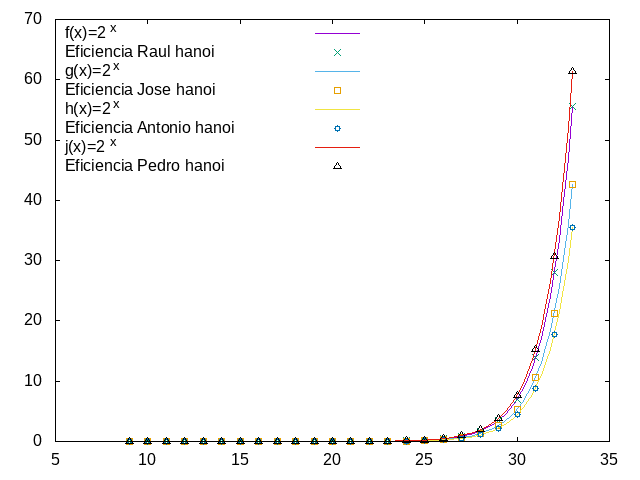 70
60
50
40
30
20
10
0
f(x)=2 x
Eficiencia Raul hanoi
g(x)=2 x
Eficiencia Jose hanoi
h(x)=2 x
Eficiencia Antonio hanoi
j(x)=2 x
Eficiencia Pedro hanoi
5 10 15 20 25 30 35